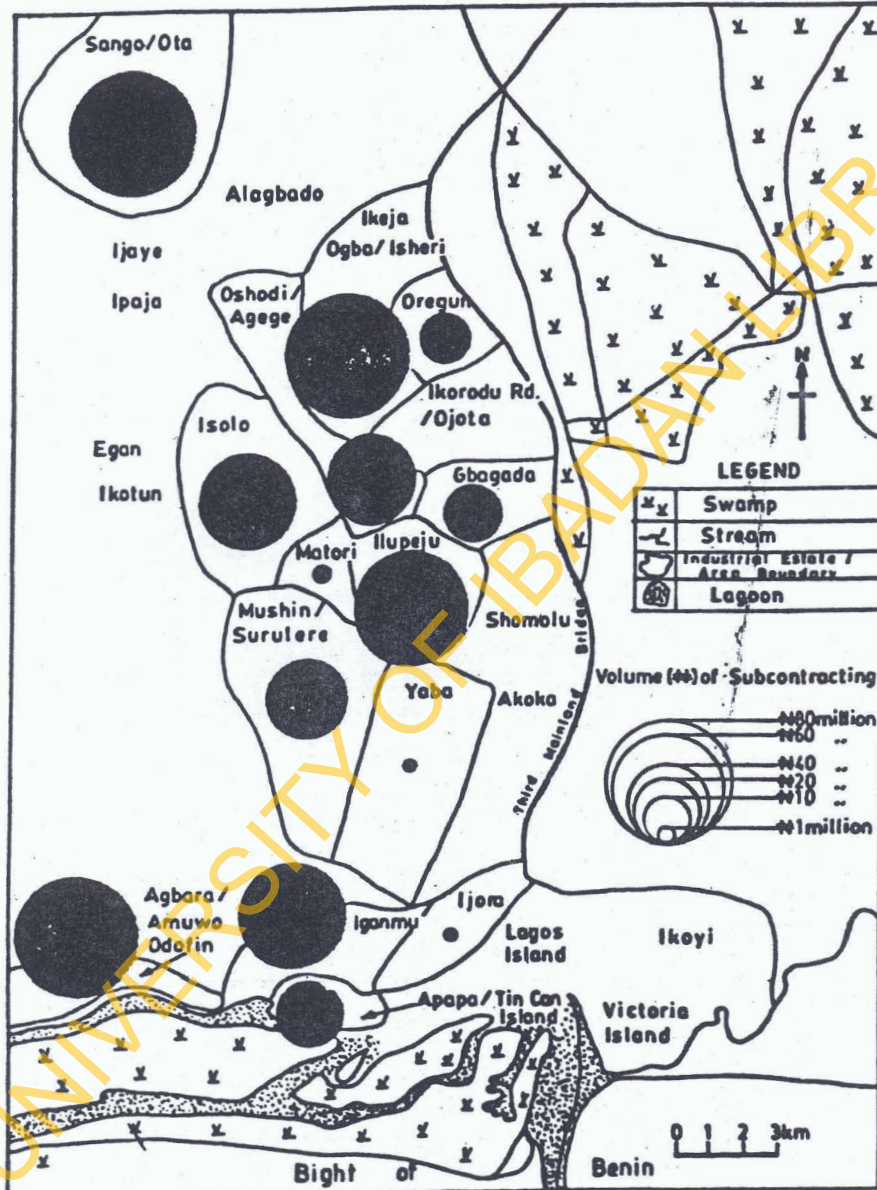 Sango/Ota
Alagbado
Ikeja
Ogba/Isheri
Ijaye
Ipaja
Oshodi/
Agege
Oregun
Ikorodu Rd.
/Ojota
Isolo
Egan
Ikotun
Gbagada
Matori
Ilupeju
Mushin/
Surulere
Shomolu
Yaba
Akoka
Third Mainland Bridge
Agbara/
Amuwo
Odofin
Iganmu
Ijora
Lagos
Island
Ikoyi
Apapa/Tin Can
Island
Victoria
Island
Bight of Benin
N
LEGEND
Swamp
Stream
Industrial Estate /
Area Boundary
Lagoon
Volume (₦) of Subcontracting
₦80million
₦60 ,,
₦40 ,,
₦20 ,,
₦10 ,,
₦1million
0 1 2 3km
UNIVERSITY OF IBADAN LIBR